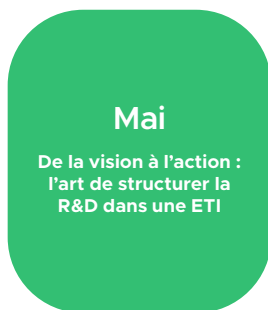 Mai
De la vision à l’action :
l’art de structurer la
R&D dans une ETI